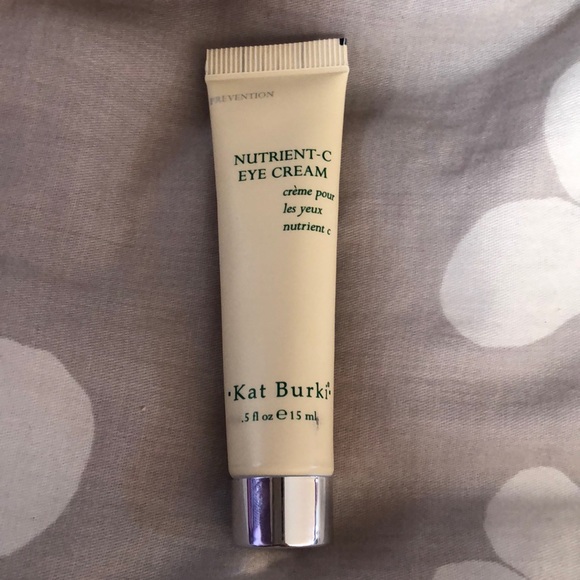 PREVENTION
NUTRIENT-C
EYE CREAM
crème pour
les yeux
nutrient c
·Kat Burki·
.5 fl oz ℮ 15 ml